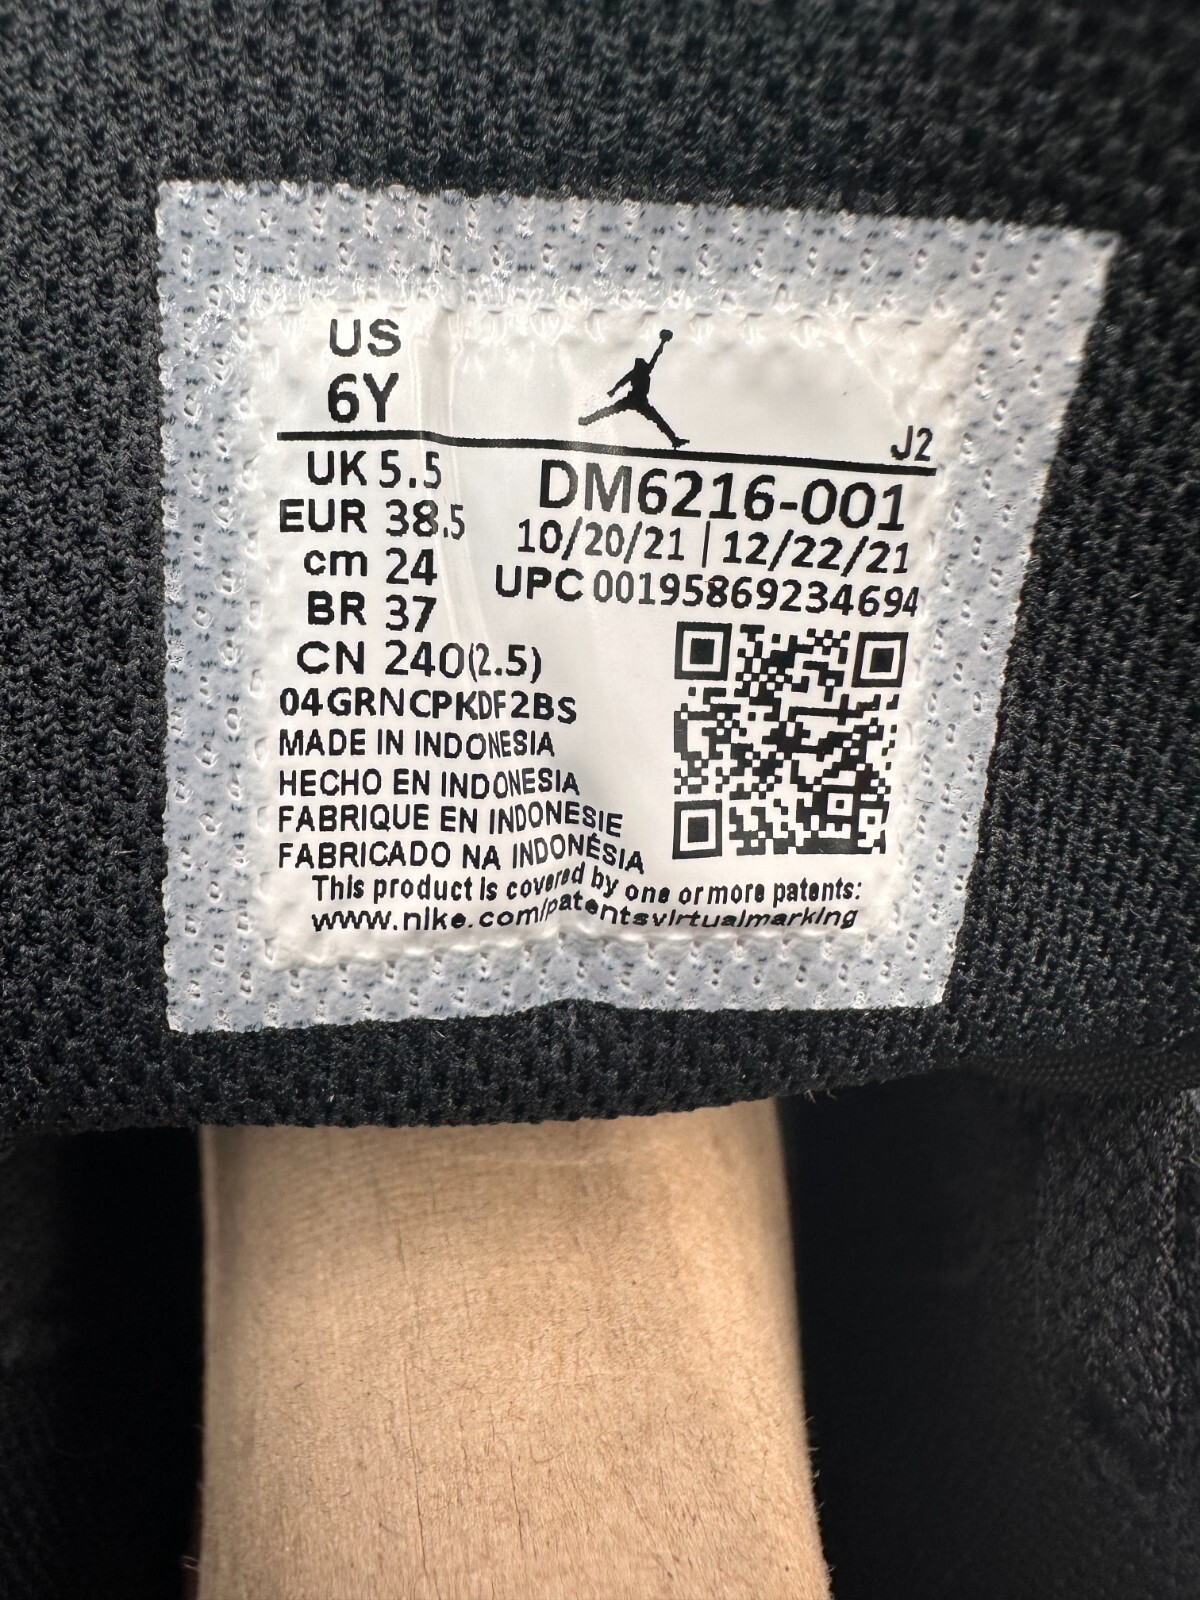 US
6Y
J2
UK 5.5
EUR 38.5
cm 24
BR 37
CN 240(2.5)
DM6216-001
10/20/21 | 12/22/21
UPC 00195869234694
04GRNCPKDF2BS
MADE IN INDONESIA
HECHO EN INDONESIA
FABRIQUE EN INDONESIE
FABRICADO NA INDONÉSIA
This product is covered by one or more patents:
www.nike.com/patentsvirtualmarking